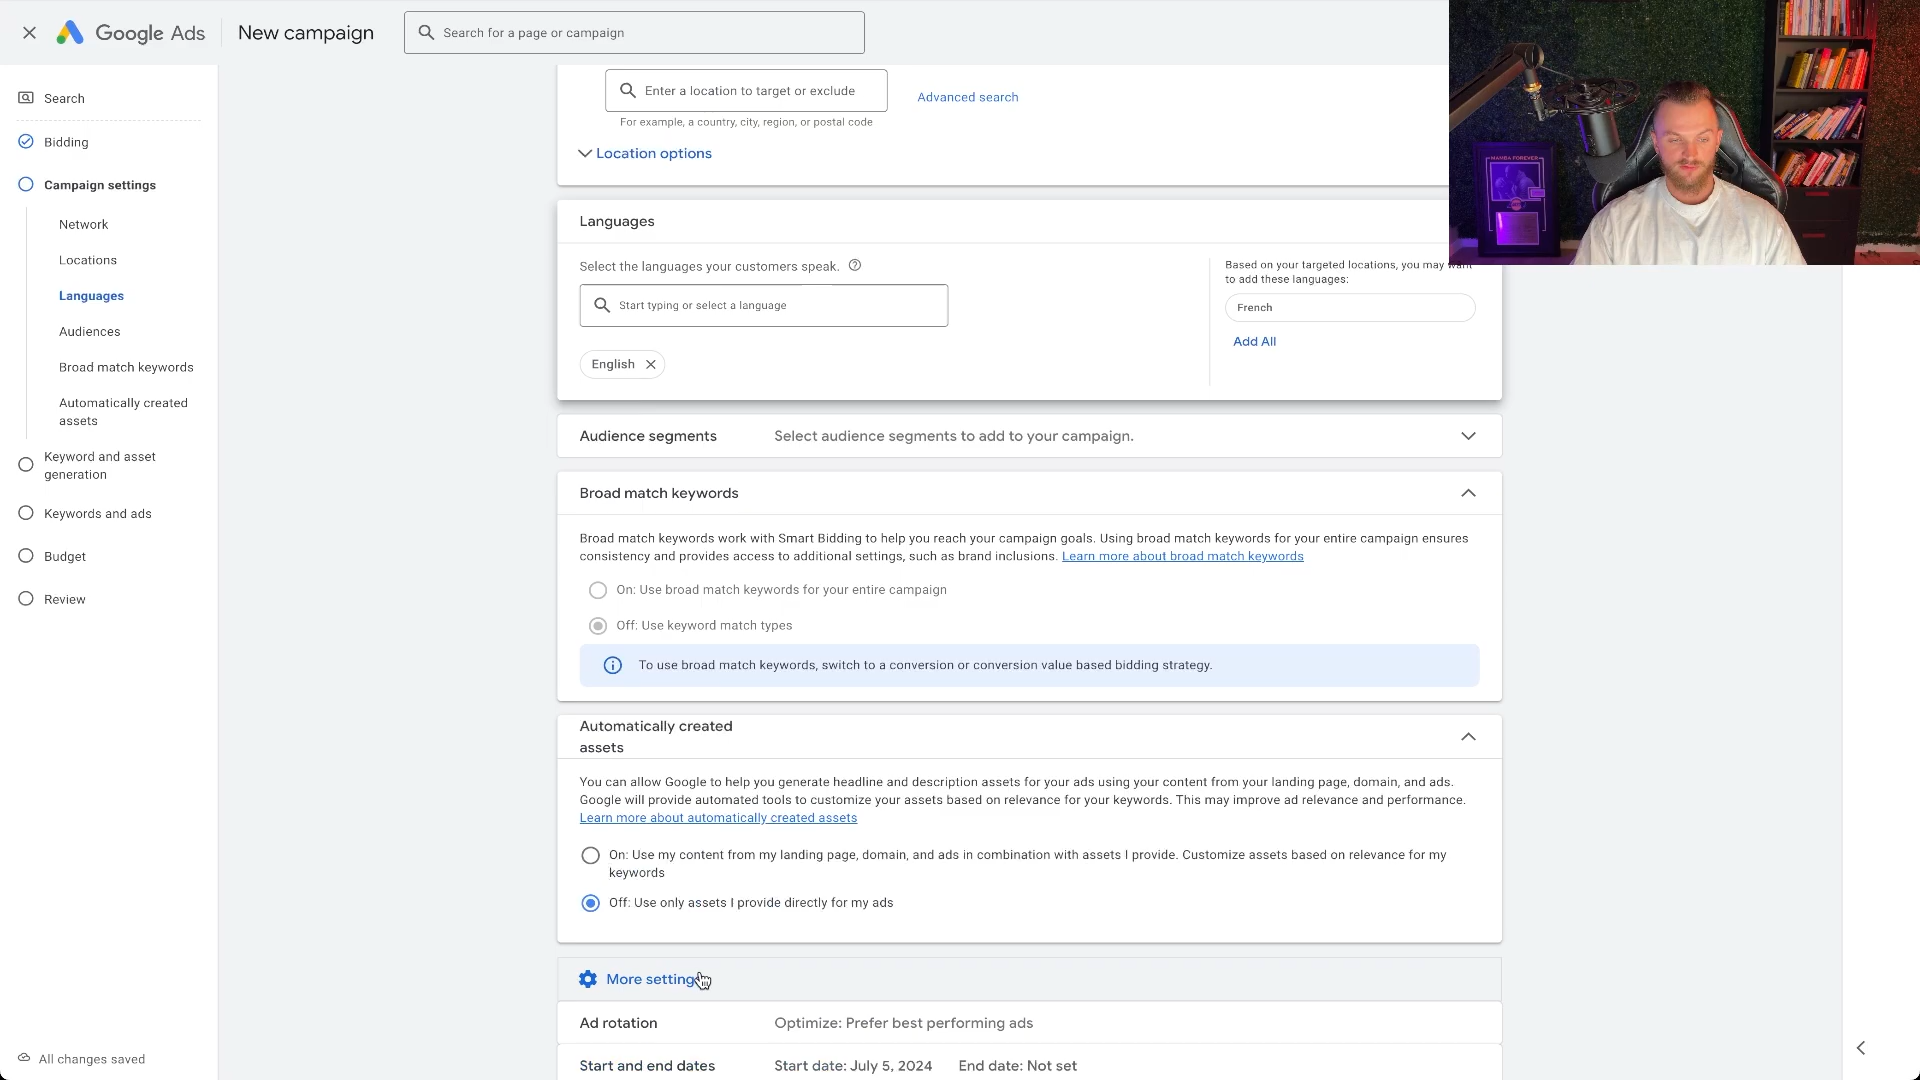 Google Ads
New campaign
Search for a page or campaign
Search
Bidding
Campaign settings
Network
Locations
Languages
Audiences
Broad match keywords
Automatically created
assets
Keyword and asset
generation
Keywords and ads
Budget
Review
All changes saved
Enter a location to target or exclude
Advanced search
For example, a country, city, region, or postal code
Location options
Languages
Select the languages your customers speak.
Start typing or select a language
English
Based on your targeted locations, you may want
to add these languages:
French
Add All
Audience segments
Select audience segments to add to your campaign.
Broad match keywords
Broad match keywords work with Smart Bidding to help you reach your campaign goals. Using broad match keywords for your entire campaign ensures
consistency and provides access to additional settings, such as brand inclusions. Learn more about broad match keywords
On: Use broad match keywords for your entire campaign
Off: Use keyword match types
To use broad match keywords, switch to a conversion or conversion value based bidding strategy.
Automatically created
assets
You can allow Google to help you generate headline and description assets for your ads using your content from your landing page, domain, and ads.
Google will provide automated tools to customize your assets based on relevance for your keywords. This may improve ad relevance and performance.
Learn more about automatically created assets
On: Use my content from my landing page, domain, and ads in combination with assets I provide. Customize assets based on relevance for my
keywords
Off: Use only assets I provide directly for my ads
More setting
Ad rotation
Optimize: Prefer best performing ads
Start and end dates
Start date: July 5, 2024
End date: Not set
MAMBA FOREVER